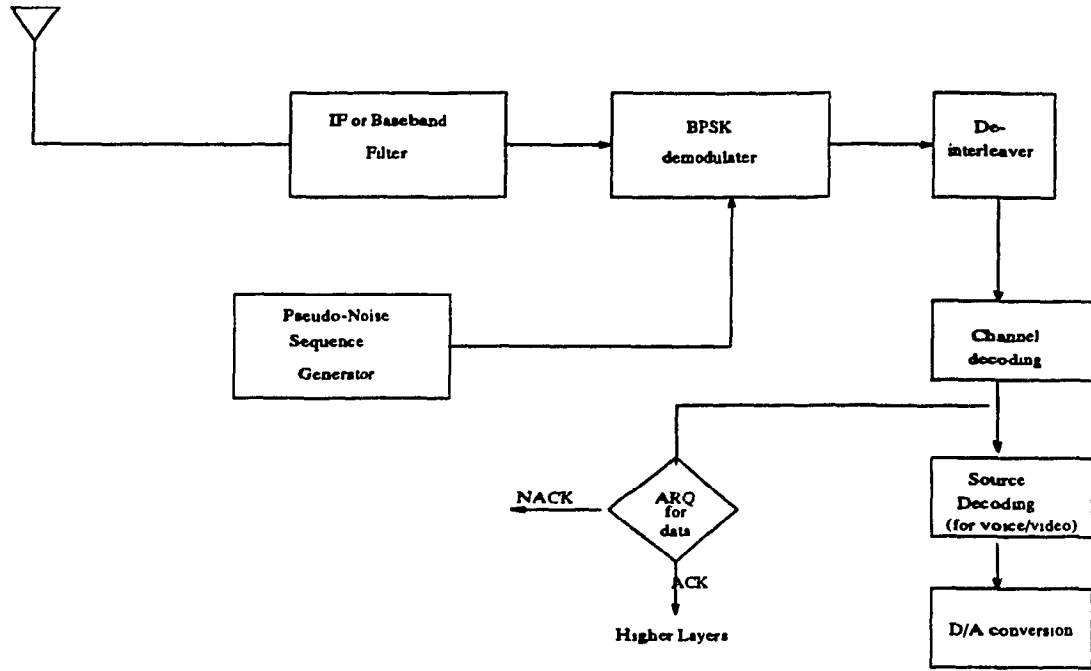 IF or Baseband
Filter
BPSK
demodulater
De-
interleaver
Pseudo-Noise
Sequence
Generator
Channel
decoding
NACK
ARQ
for
data
ACK
Higher Layers
Source
Decoding
(for voice/video)
D/A conversion